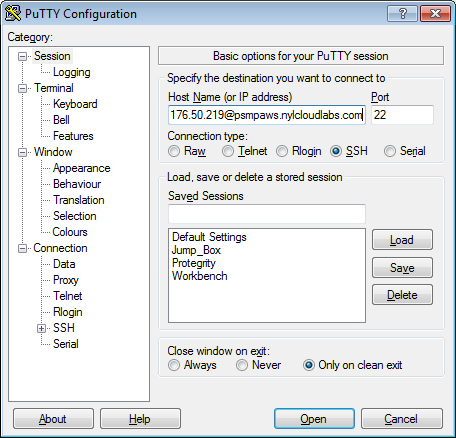 PuTTY Configuration
Category:
Session
Logging
Terminal
Keyboard
Bell
Features
Window
Appearance
Behaviour
Translation
Selection
Colours
Connection
Data
Proxy
Telnet
Rlogin
SSH
Serial
Basic options for your PuTTY session
Specify the destination you want to connect to
Host Name (or IP address) Port
176.50.219@psmpaws.nylcloudlabs.com 22
Connection type:
Raw Telnet Rlogin SSH Serial
Load, save or delete a stored session
Saved Sessions
Default Settings
Jump_Box
Protegrity
Workbench
Load
Save
Delete
Close window on exit:
Always Never Only on clean exit
About Help Open Cancel